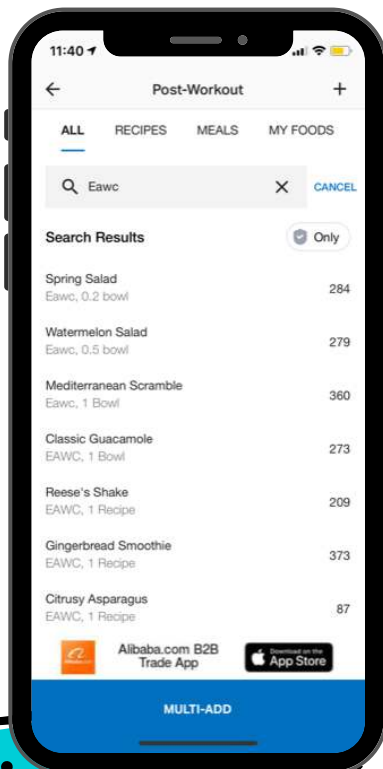 11:40
Post-Workout
ALL RECIPES MEALS MY FOODS
Eawc CANCEL
Search Results Only
Spring Salad
Eawc, 0.2 bowl
284
Watermelon Salad
Eawc, 0.5 bowl
279
Mediterranean Scramble
Eawc, 1 Bowl
360
Classic Guacamole
EAWC, 1 Bowl
273
Reese's Shake
EAWC, 1 Recipe
209
Gingerbread Smoothie
EAWC, 1 Recipe
373
Citrusy Asparagus
EAWC, 1 Recipe
87
Alibaba.com B2B
Trade App
Download on the
App Store
MULTI-ADD